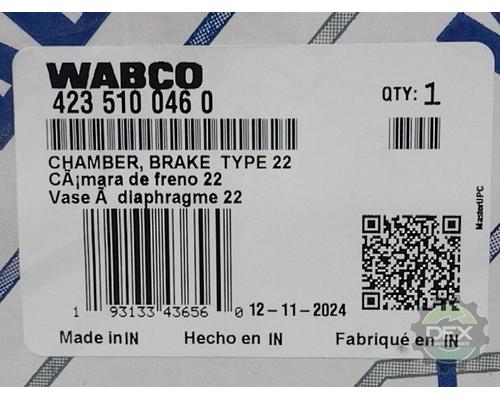 WABCO
423 510 046 0
QTY: 1
CHAMBER, BRAKE TYPE 22
CÃ¡mara de freno 22
Vase Ã diaphragme 22
MasterUPC
1 93133 43656 0
12-11-2024
Made in IN
Hecho en IN
Fabriqué en IN
DEX